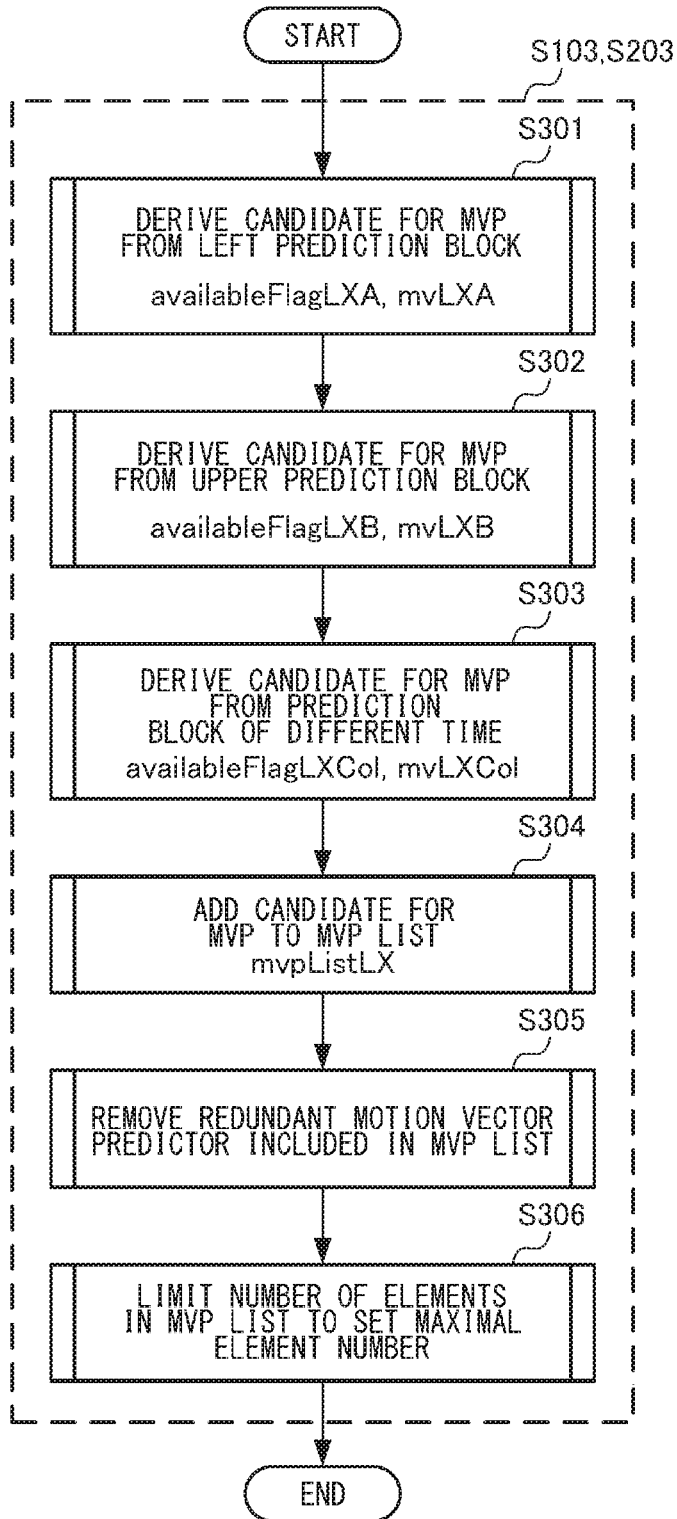 START
S103,S203
S301
DERIVE CANDIDATE FOR MVP
FROM LEFT PREDICTION BLOCK
availableFlagLXA, mvLXA
S302
DERIVE CANDIDATE FOR MVP
FROM UPPER PREDICTION BLOCK
availableFlagLXB, mvLXB
S303
DERIVE CANDIDATE FOR MVP
FROM PREDICTION
BLOCK OF DIFFERENT TIME
availableFlagLXCol, mvLXCol
S304
ADD CANDIDATE FOR
MVP TO MVP LIST
mvpListLX
S305
REMOVE REDUNDANT MOTION VECTOR
PREDICTOR INCLUDED IN MVP LIST
S306
LIMIT NUMBER OF ELEMENTS
IN MVP LIST TO SET MAXIMAL
ELEMENT NUMBER
END